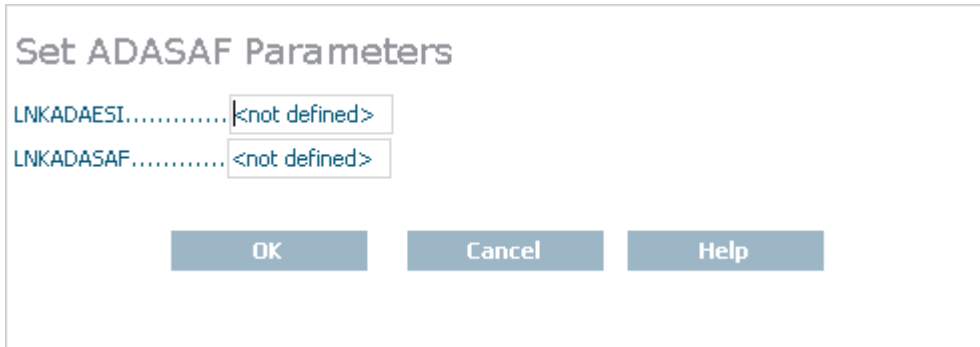 Set ADASAF Parameters
LNKADAESI.............<not defined>
LNKADASAF............<not defined>
OK Cancel Help